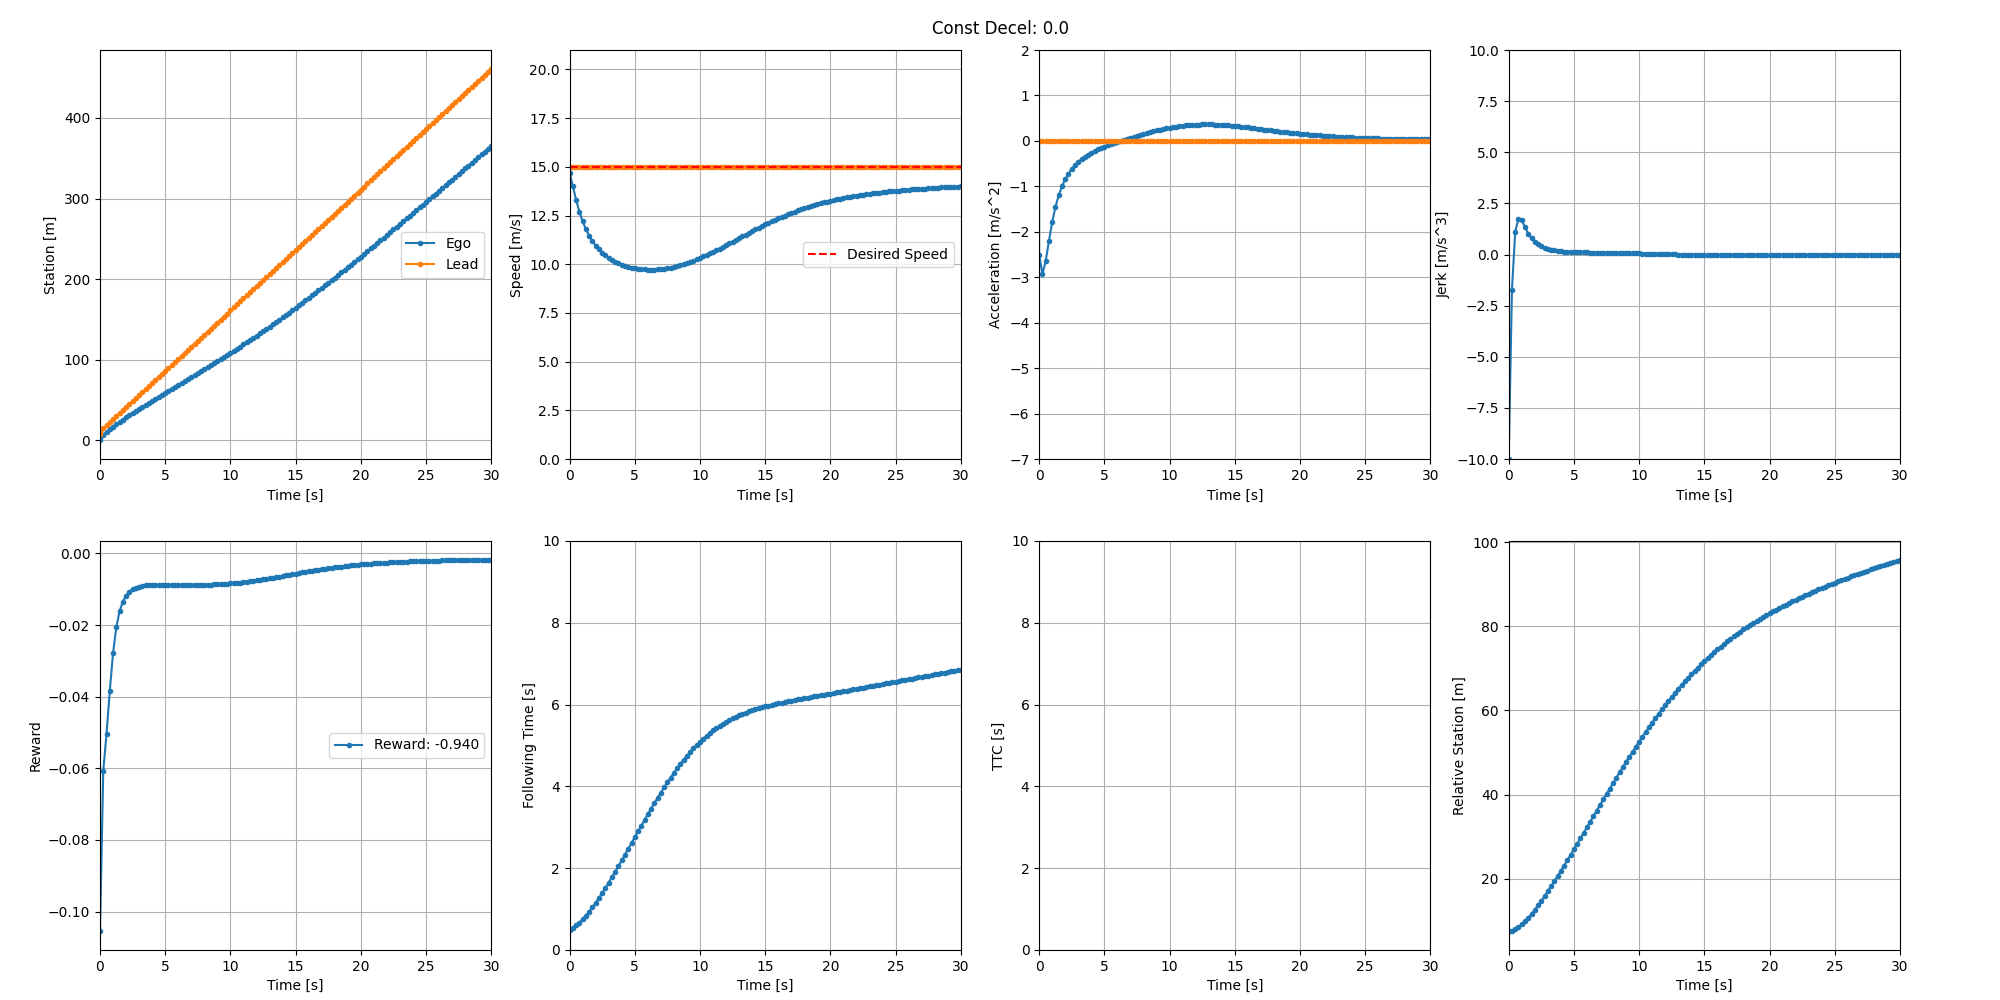 Const Decel: 0.0
Station [m]
400
300
200
100
0
0 5 10 15 20 25 30
Time [s]
Ego
Lead
Speed [m/s]
20.0
17.5
15.0
12.5
10.0
7.5
5.0
2.5
0.0
0 5 10 15 20 25 30
Time [s]
Desired Speed
Acceleration [m/s^2]
2
1
0
−1
−2
−3
−4
−5
−6
−7
0 5 10 15 20 25 30
Time [s]
Jerk [m/s^3]
10.0
7.5
5.0
2.5
0.0
−2.5
−5.0
−7.5
−10.0
0 5 10 15 20 25 30
Time [s]
Reward
0.00
−0.02
−0.04
−0.06
−0.08
−0.10
0 5 10 15 20 25 30
Time [s]
Reward: -0.940
Following Time [s]
10
8
6
4
2
0
0 5 10 15 20 25 30
Time [s]
TTC [s]
10
8
6
4
2
0
0 5 10 15 20 25 30
Time [s]
Relative Station [m]
100
80
60
40
20
0 5 10 15 20 25 30
Time [s]